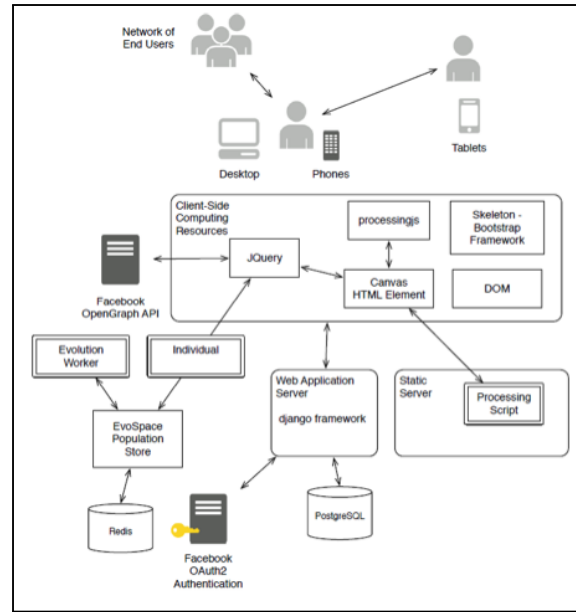 Network of
End Users
Desktop
Phones
Tablets
Client-Side
Computing
Resources
processingjs
Skeleton -
Bootstrap
Framework
JQuery
Canvas
HTML Element
DOM
Facebook
OpenGraph API
Evolution
Worker
Individual
Web Application
Server
django framework
Static
Server
Processing
Script
EvoSpace
Population
Store
Redis
PostgreSQL
Facebook
OAuth2
Authentication